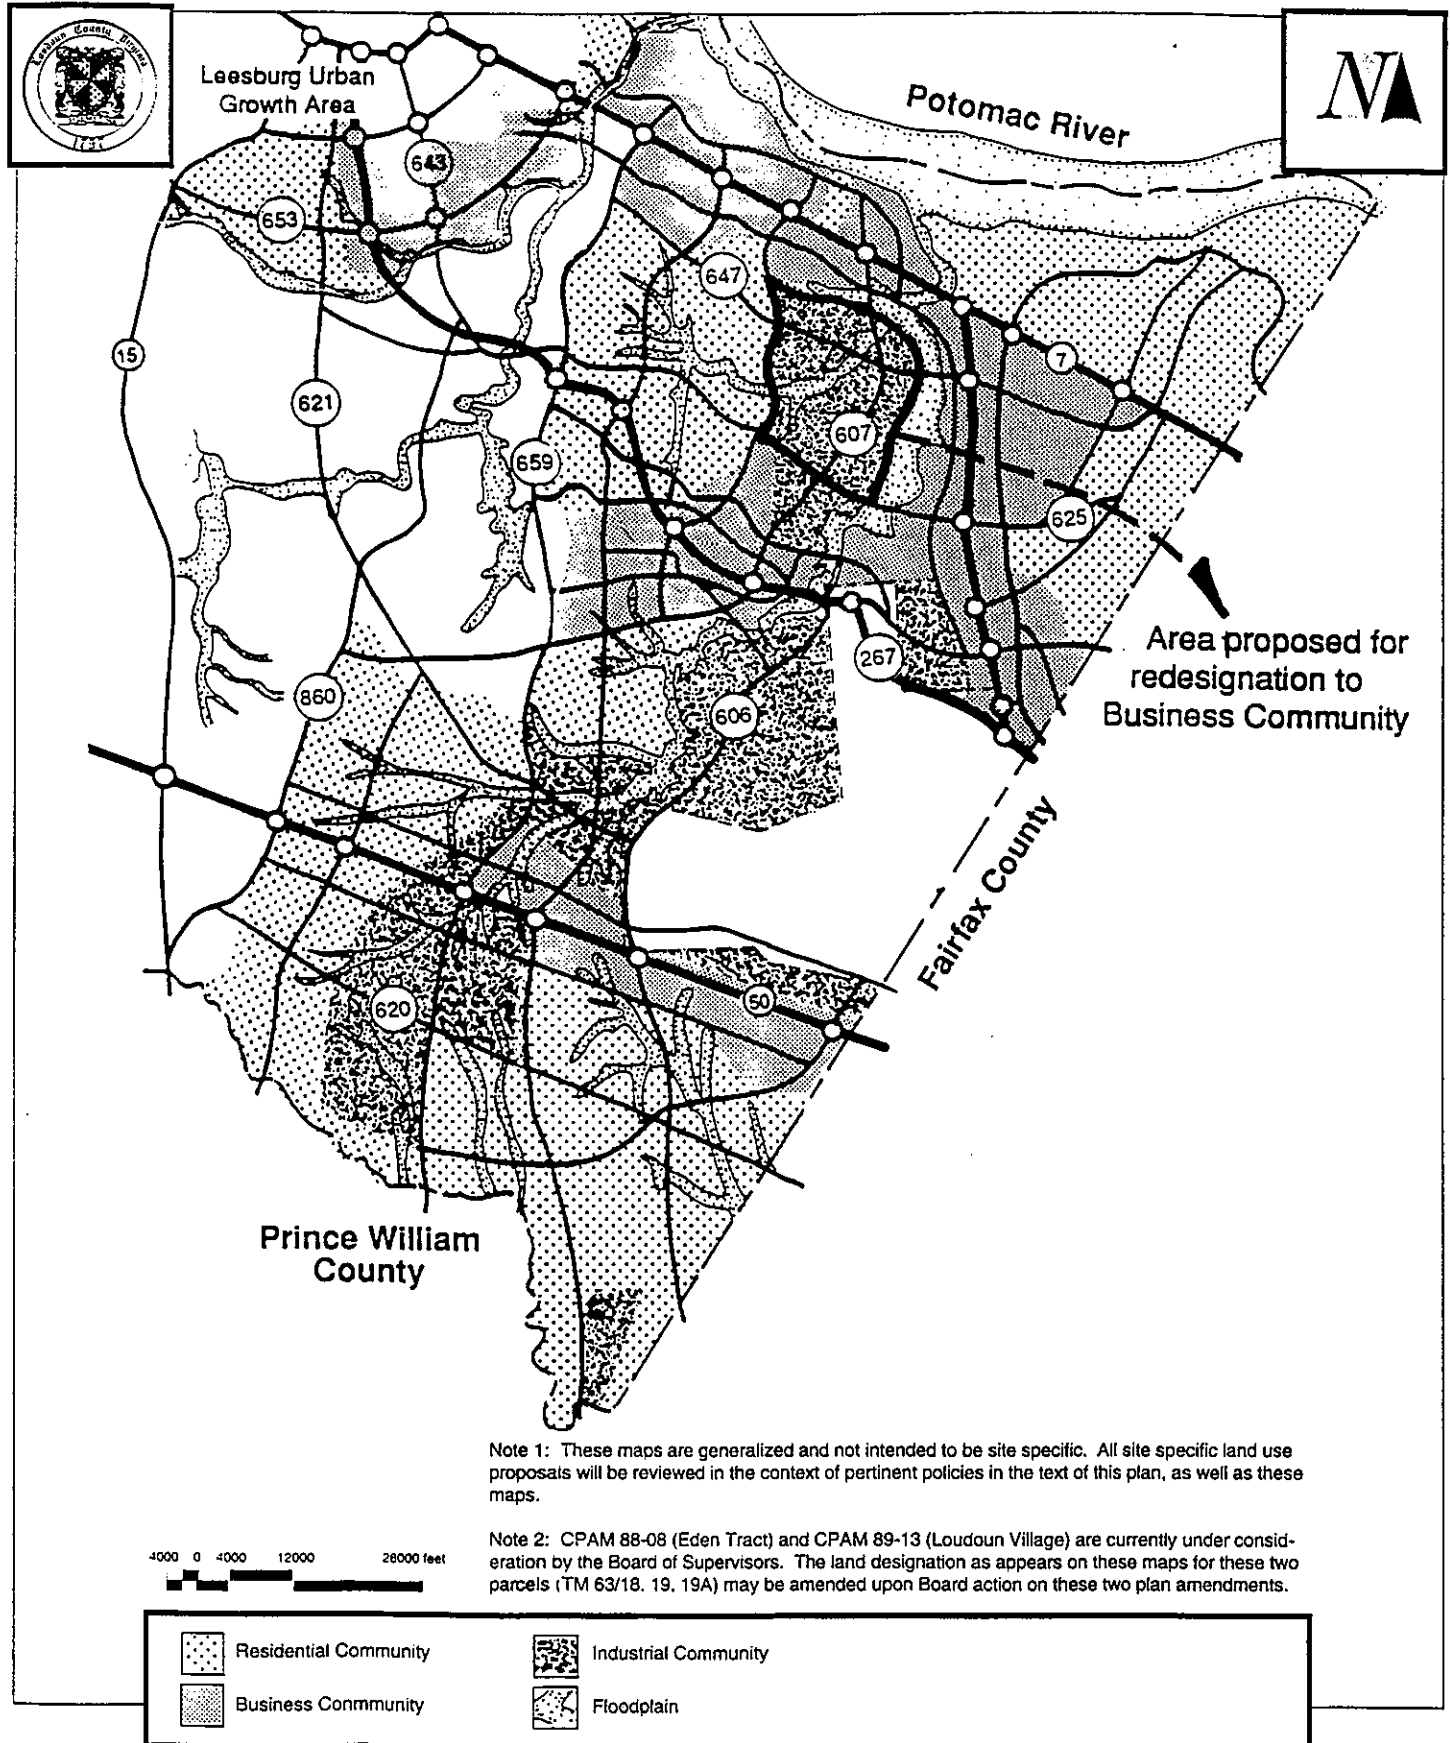 Loudoun County Virginia
1757
N
Leesburg Urban
Growth Area
Potomac River
643
653
647
15
7
621
607
659
625
Area proposed for
redesignation to
Business Community
267
860
606
Fairfax County
50
620
Prince William
County
Note 1: These maps are generalized and not intended to be site specific. All site specific land use
proposals will be reviewed in the context of pertinent policies in the text of this plan, as well as these
maps.
Note 2: CPAM 88-08 (Eden Tract) and CPAM 89-13 (Loudoun Village) are currently under consid-
eration by the Board of Supervisors. The land designation as appears on these maps for these two
parcels (TM 63/18. 19. 19A) may be amended upon Board action on these two plan amendments.
4000 0 4000 12000 28000 feet
Residential Community
Industrial Community
Business Conmmunity
Floodplain